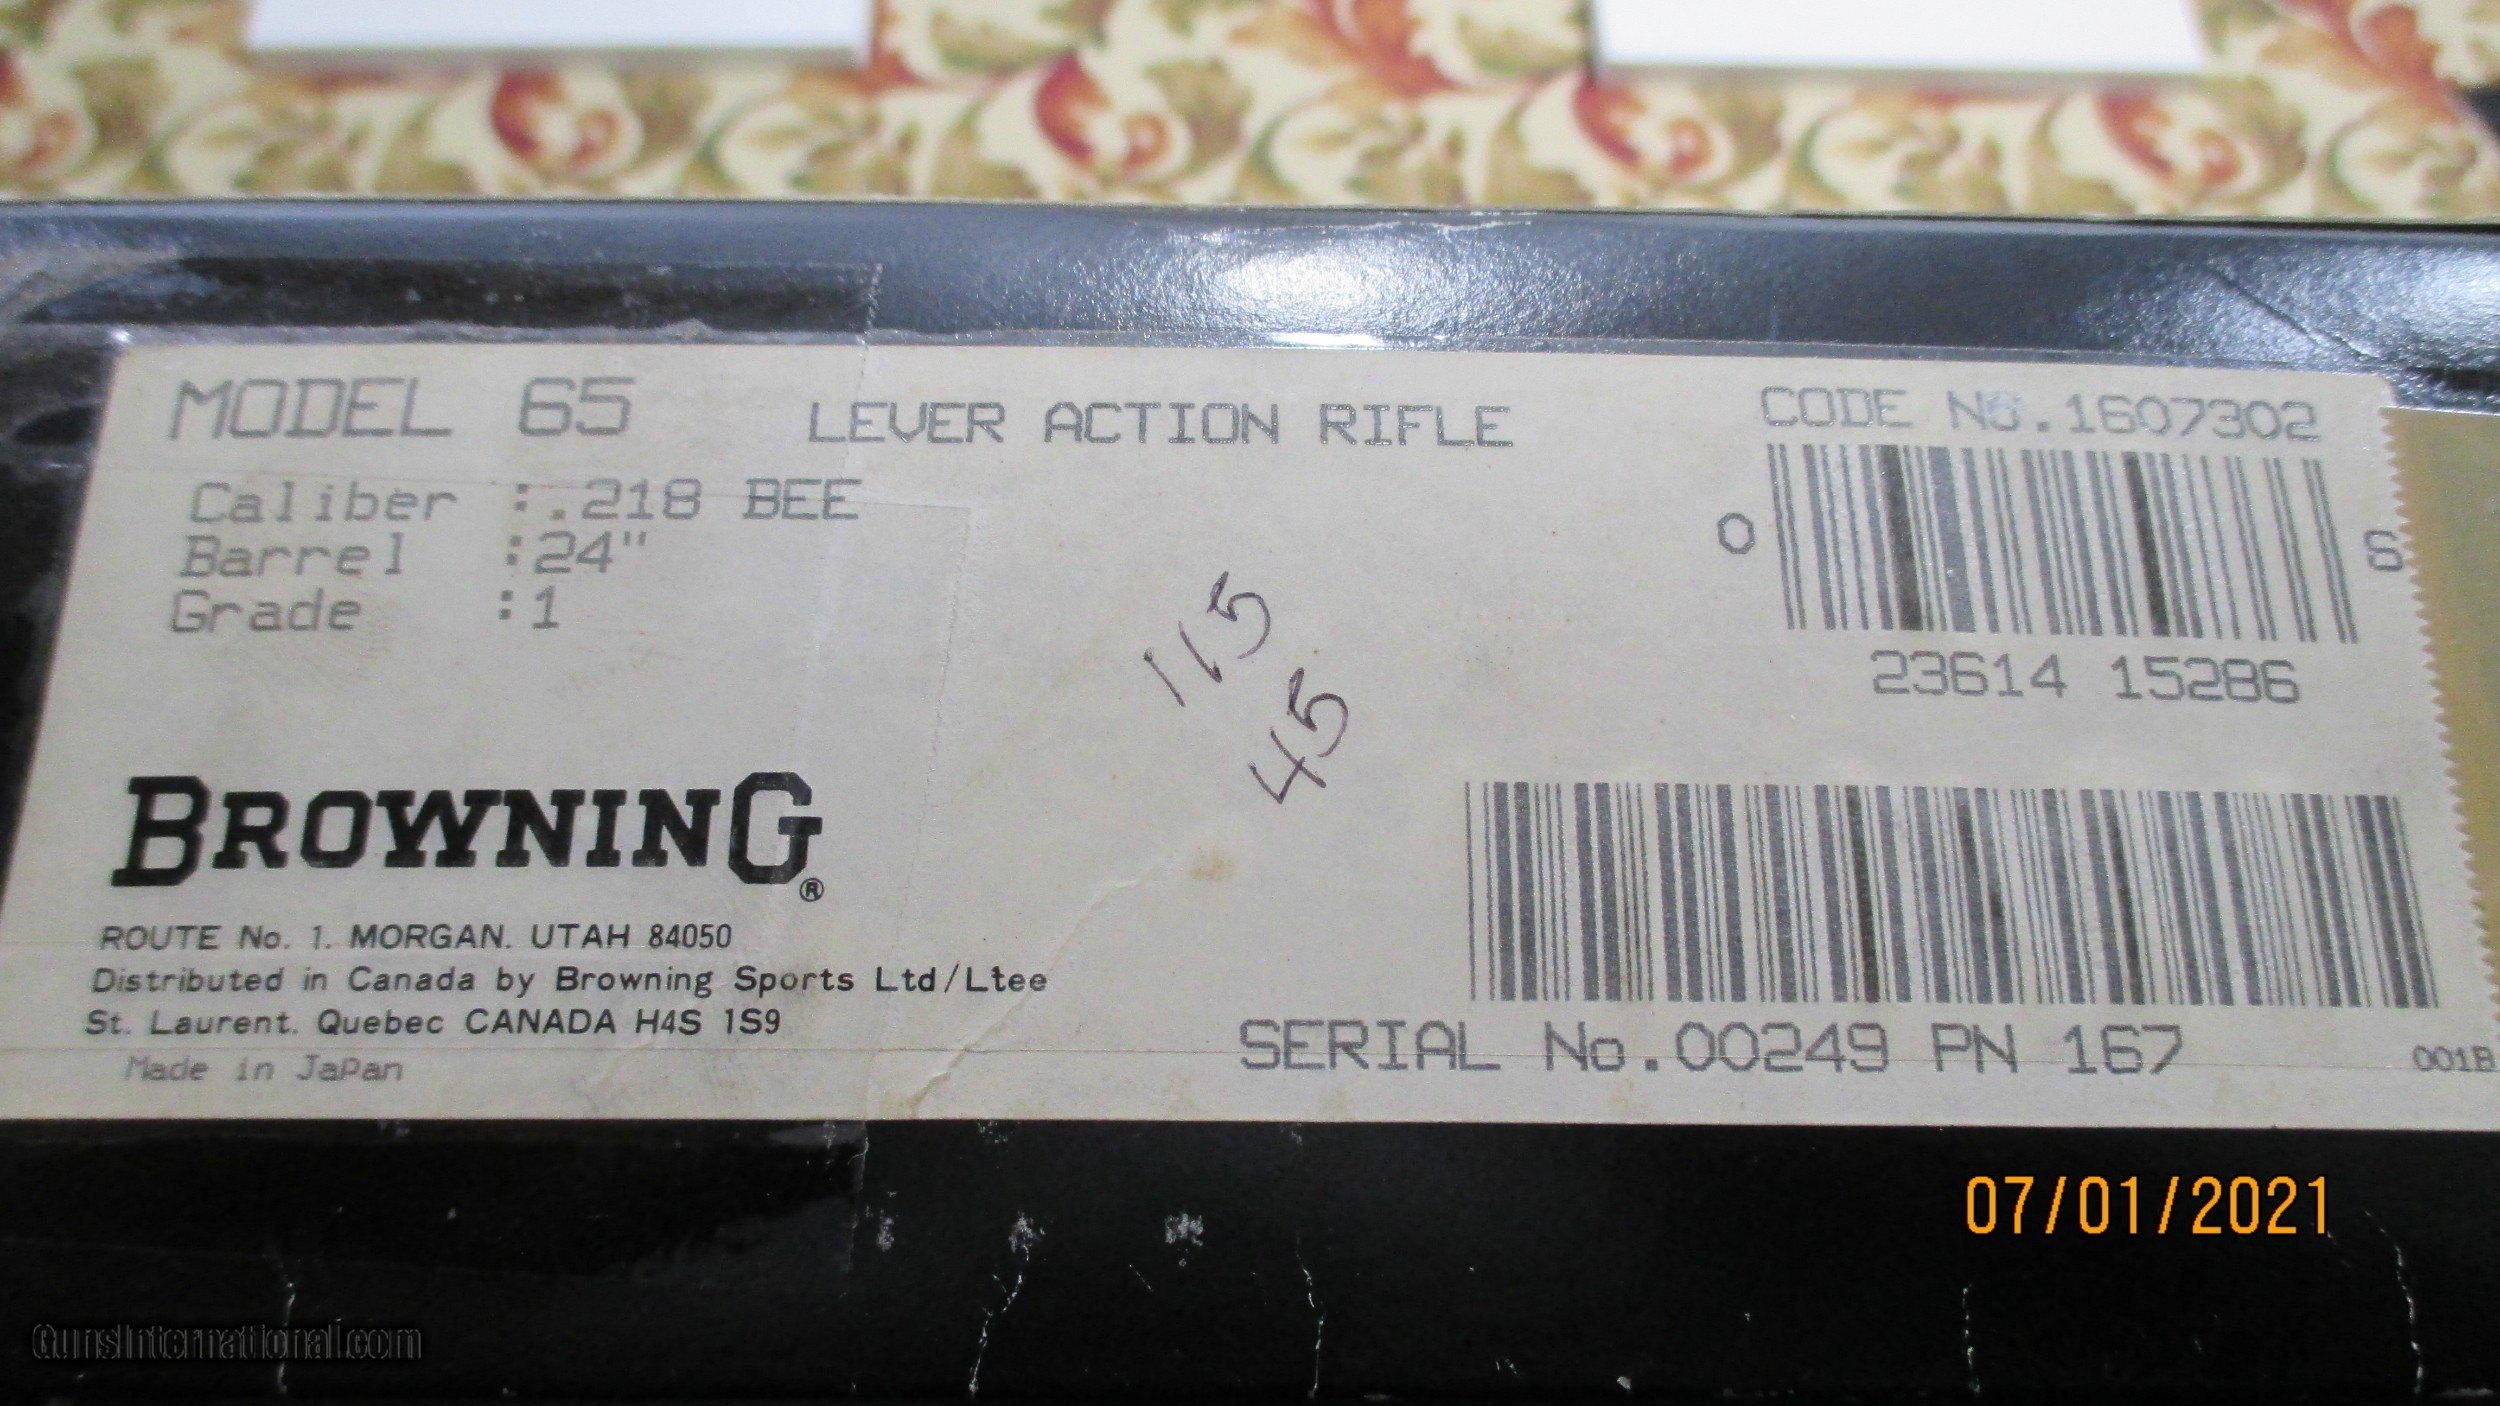 MODEL 65 LEVER ACTION RIFLE
CODE No.1607302
Caliber :.218 BEE
Barrel :24"
Grade :1
0 6
23614 15286
115
45
BROWNING®
ROUTE No. 1. MORGAN. UTAH 84050
Distributed in Canada by Browning Sports Ltd/Ltee
St. Laurent. Quebec CANADA H4S 1S9
Made in JaPan
SERIAL No.00249 PN 167
001B
07/01/2021
GunsInternational.com